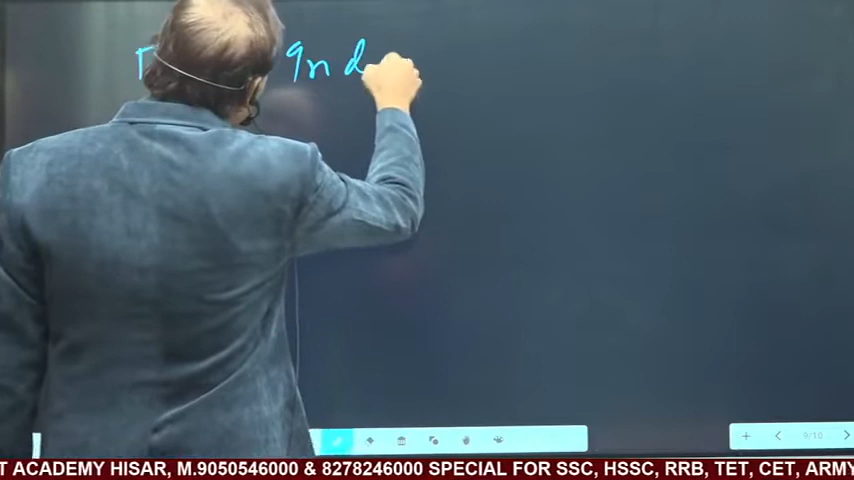 Ind
9/10
T ACADEMY HISAR, M.9050546000 & 8278246000 SPECIAL FOR SSC, HSSC, RRB, TET, CET, ARMY